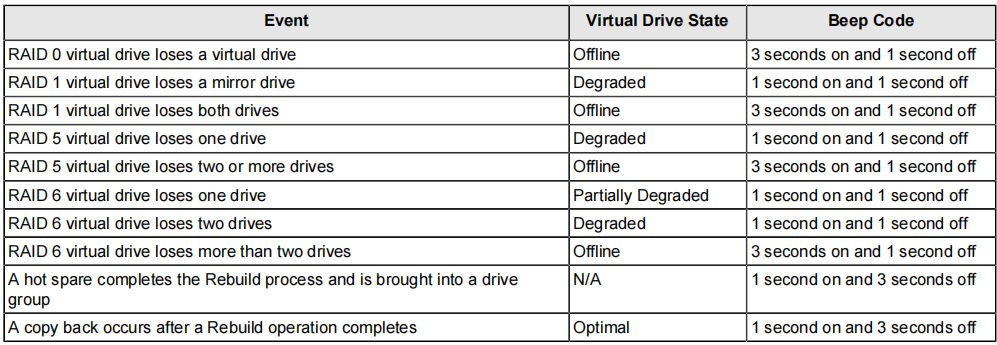 Event Virtual Drive State Beep Code
RAID 0 virtual drive loses a virtual drive Offline 3 seconds on and 1 second off
RAID 1 virtual drive loses a mirror drive Degraded 1 second on and 1 second off
RAID 1 virtual drive loses both drives Offline 3 seconds on and 1 second off
RAID 5 virtual drive loses one drive Degraded 1 second on and 1 second off
RAID 5 virtual drive loses two or more drives Offline 3 seconds on and 1 second off
RAID 6 virtual drive loses one drive Partially Degraded 1 second on and 1 second off
RAID 6 virtual drive loses two drives Degraded 1 second on and 1 second off
RAID 6 virtual drive loses more than two drives Offline 3 seconds on and 1 second off
A hot spare completes the Rebuild process and is brought into a drive N/A 1 second on and 3 seconds off
group
A copy back occurs after a Rebuild operation completes Optimal 1 second on and 3 seconds off